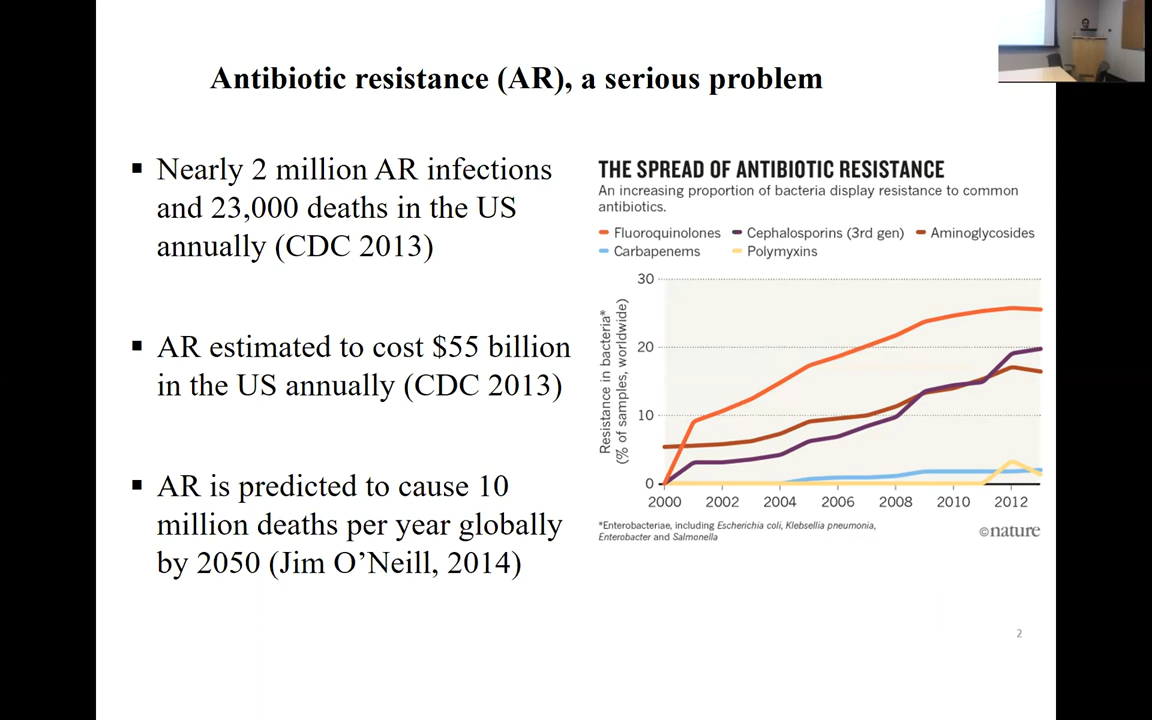 Antibiotic resistance (AR), a serious problem
▪ Nearly 2 million AR infections
and 23,000 deaths in the US
annually (CDC 2013)
▪ AR estimated to cost $55 billion
in the US annually (CDC 2013)
▪ AR is predicted to cause 10
million deaths per year globally
by 2050 (Jim O’Neill, 2014)
THE SPREAD OF ANTIBIOTIC RESISTANCE
An increasing proportion of bacteria display resistance to common
antibiotics.
Fluoroquinolones Cephalosporins (3rd gen) Aminoglycosides
Carbapenems Polymyxins
Resistance in bacteria*
(% of samples, worldwide)
30
20
10
0
2000 2002 2004 2006 2008 2010 2012
*Enterobacteriae, including Escherichia coli, Klebsellia pneumonia,
Enterobacter and Salmonella
©nature
2